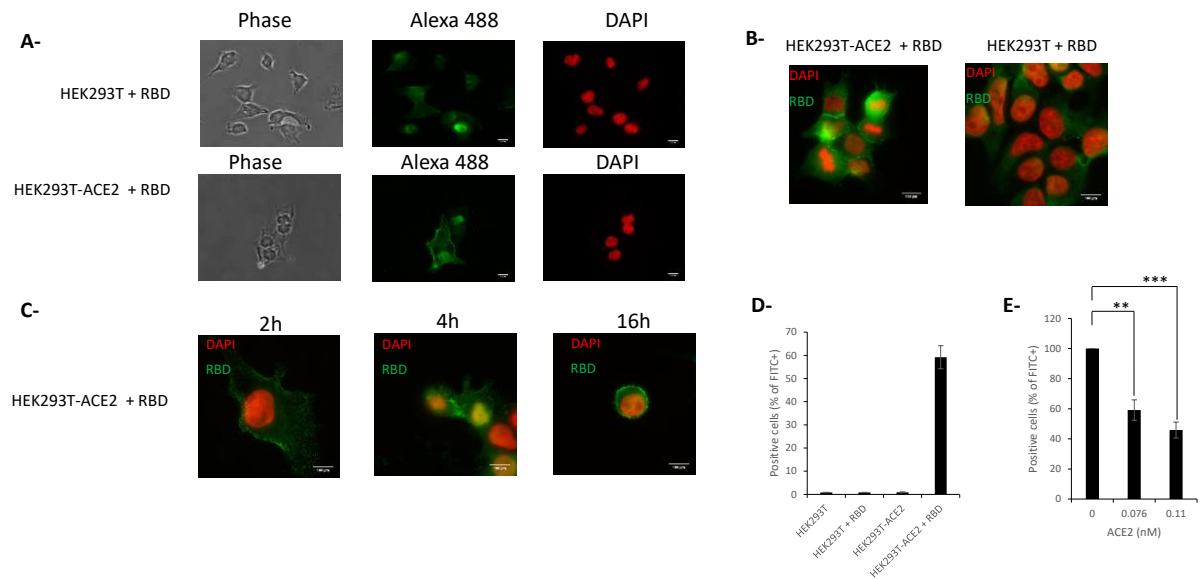 A-
Phase
Alexa 488
DAPI
HEK293T + RBD
Phase
Alexa 488
DAPI
HEK293T-ACE2 + RBD
B-
HEK293T-ACE2 + RBD
HEK293T + RBD
DAPI
RBD
DAPI
RBD
C-
2h
4h
16h
HEK293T-ACE2 + RBD
DAPI
RBD
DAPI
RBD
DAPI
RBD
D-
Positive cells (% of FITC+)
70
60
50
40
30
20
10
0
HEK293T
HEK293T + RBD
HEK293T-ACE2
HEK293T-ACE2 + RBD
E-
***
**
Positive cells (% of FITC+)
120
100
80
60
40
20
0
0
0.076
0.11
ACE2 (nM)